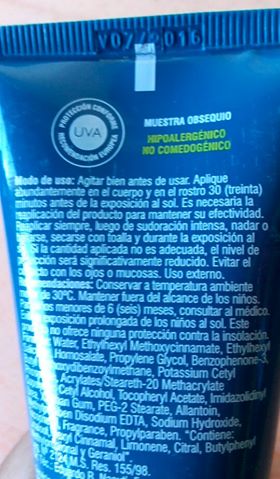 V07/2016
PROTECCIÓN CONFORME
UVA
RECOMENDACIÓN EUROPEA
MUESTRA OBSEQUIO
HIPOALERGÉNICO
NO COMEDOGÉNICO
Modo de uso: Agitar bien antes de usar. Aplique
abundantemente en el cuerpo y en el rostro 30 (treinta)
minutos antes de la exposición al sol. Es necesaria la
reaplicación del producto para mantener su efectividad.
Reaplicar siempre, luego de sudoración intensa, nadar o
secarse con toalla y durante la exposición al
Si la cantidad aplicada no es adecuada, el nivel de
será significativamente reducido. Evitar el
con los ojos o mucosas. Uso externo.
Conservar a temperatura ambiente
de 30ºC. Mantener fuera del alcance de los niños.
menores de 6 (seis) meses, consultar al médico.
exposición prolongada de los niños al sol. Este
no ofrece ninguna protección contra la insolación.
Water, Ethylhexyl Methoxycinnamate, Ethylhexyl
Homosalate, Propylene Glycol, Benzophenone-3,
Potassium Cetyl
Acrylates/Steareth-20 Methacrylate
Cetyl Alcohol, Tocopheryl Acetate, Imidazolidinyl
Gum, PEG-2 Stearate, Allantoin,
Disodium EDTA, Sodium Hydroxide,
Fragrance, Propylparaben. "Contiene:
Cinnamal, Limonene, Citral, Butylphenyl
y Geraniol"
M.S. Res. 155/98.